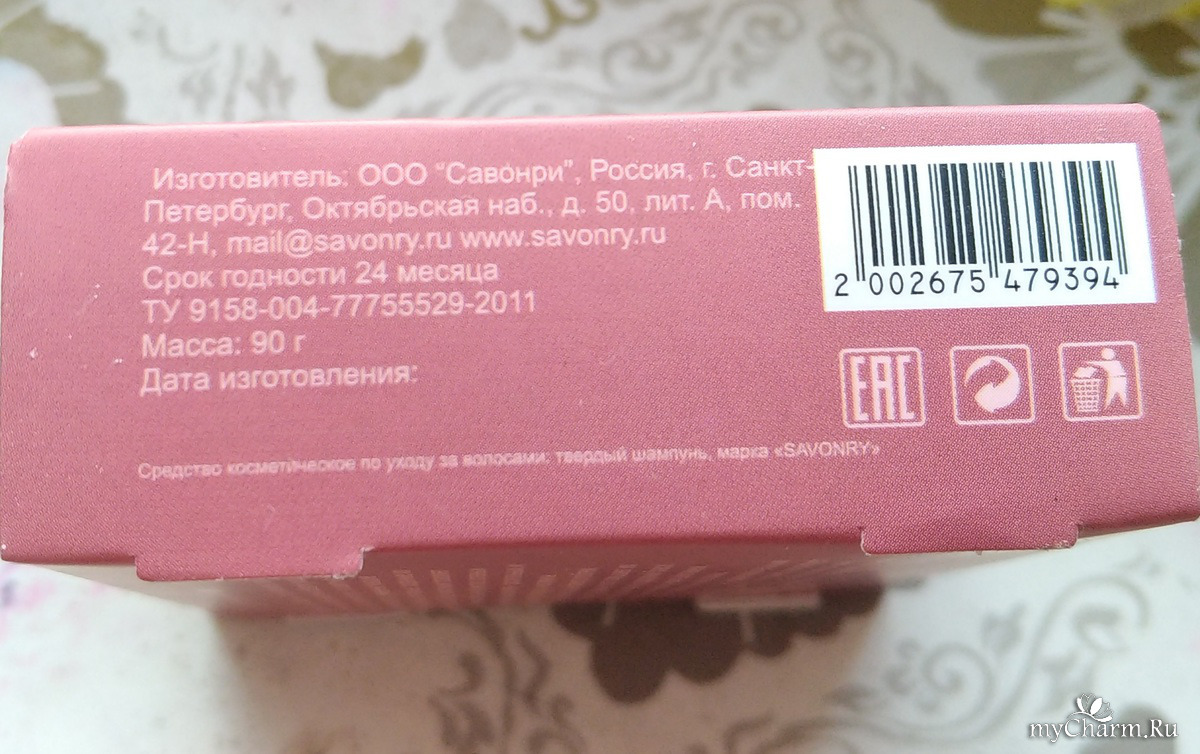 Изготовитель: ООО “Савонри”, Россия, г. Санкт-
Петербург, Октябрьская наб., д. 50, лит. А, пом.
42-Н, mail@savonry.ru www.savonry.ru
Срок годности 24 месяца
ТУ 9158-004-77755529-2011
Масса: 90 г
Дата изготовления:
Средство косметическое по уходу за волосами: твердый шампунь, марка «SAVONRY»
2 002675 479394
EAC
myCharm.Ru